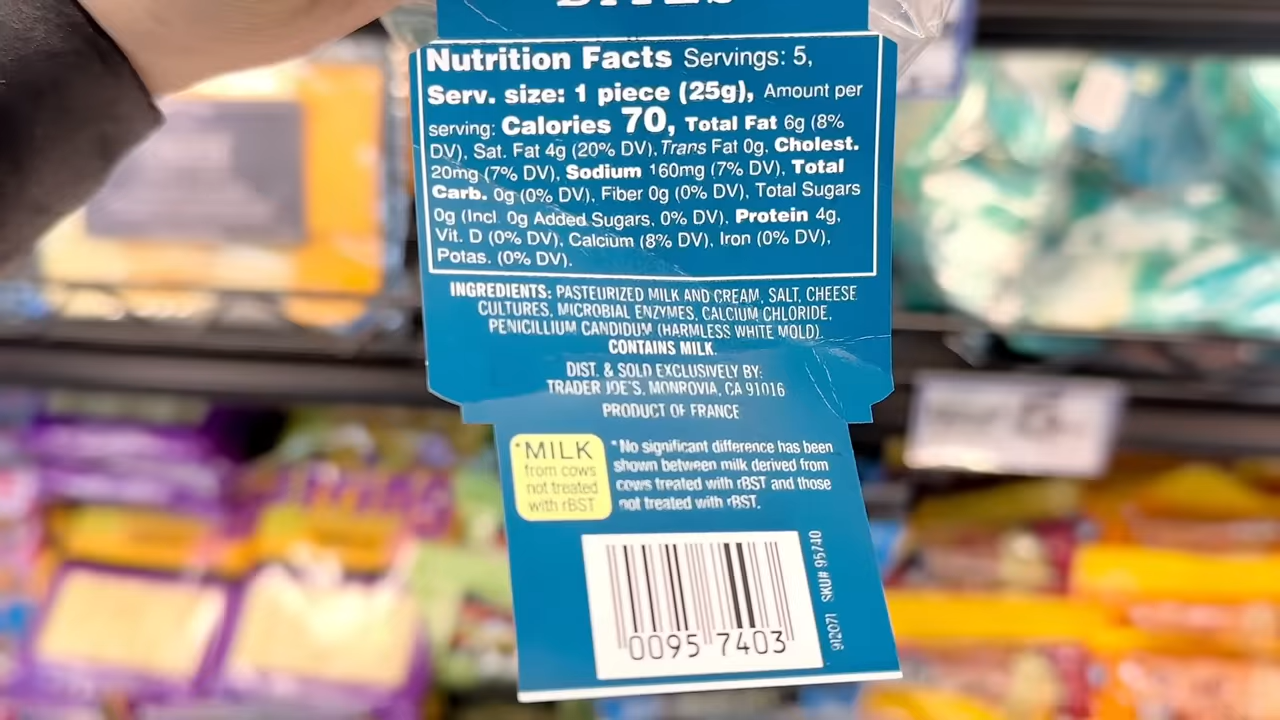 BITES
Nutrition Facts Servings: 5,
Serv. size: 1 piece (25g), Amount per
serving: Calories 70, Total Fat 6g (8%
DV), Sat. Fat 4g (20% DV), Trans Fat 0g, Cholest.
20mg (7% DV), Sodium 160mg (7% DV), Total
Carb. 0g (0% DV), Fiber 0g (0% DV), Total Sugars
0g (Incl. 0g Added Sugars, 0% DV), Protein 4g,
Vit. D (0% DV), Calcium (8% DV), Iron (0% DV),
Potas. (0% DV).
INGREDIENTS: PASTEURIZED MILK AND CREAM, SALT, CHEESE
CULTURES, MICROBIAL ENZYMES, CALCIUM CHLORIDE,
PENICILLIUM CANDIDUM (HARMLESS WHITE MOLD).
CONTAINS MILK.
DIST. & SOLD EXCLUSIVELY BY:
TRADER JOE'S, MONROVIA, CA 91016
PRODUCT OF FRANCE
*MILK
from cows
not treated
with rBST
*No significant difference has been
shown between milk derived from
cows treated with rBST and those
not treated with rBST.
0095 7403
912071 SKU# 95740